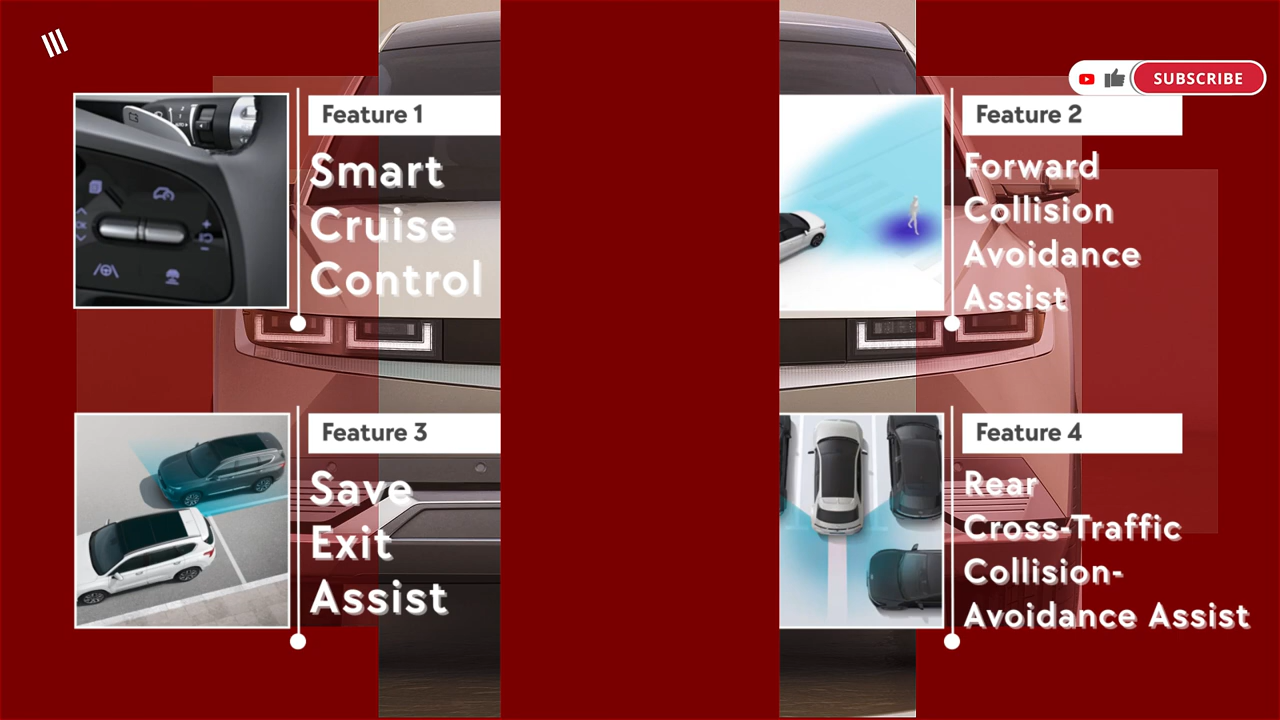 SUBSCRIBE
Feature 1
Smart
Cruise
Control
Feature 2
Forward
Collision
Avoidance
Assist
Feature 3
Save
Exit
Assist
Feature 4
Rear
Cross-Traffic
Collision-
Avoidance Assist